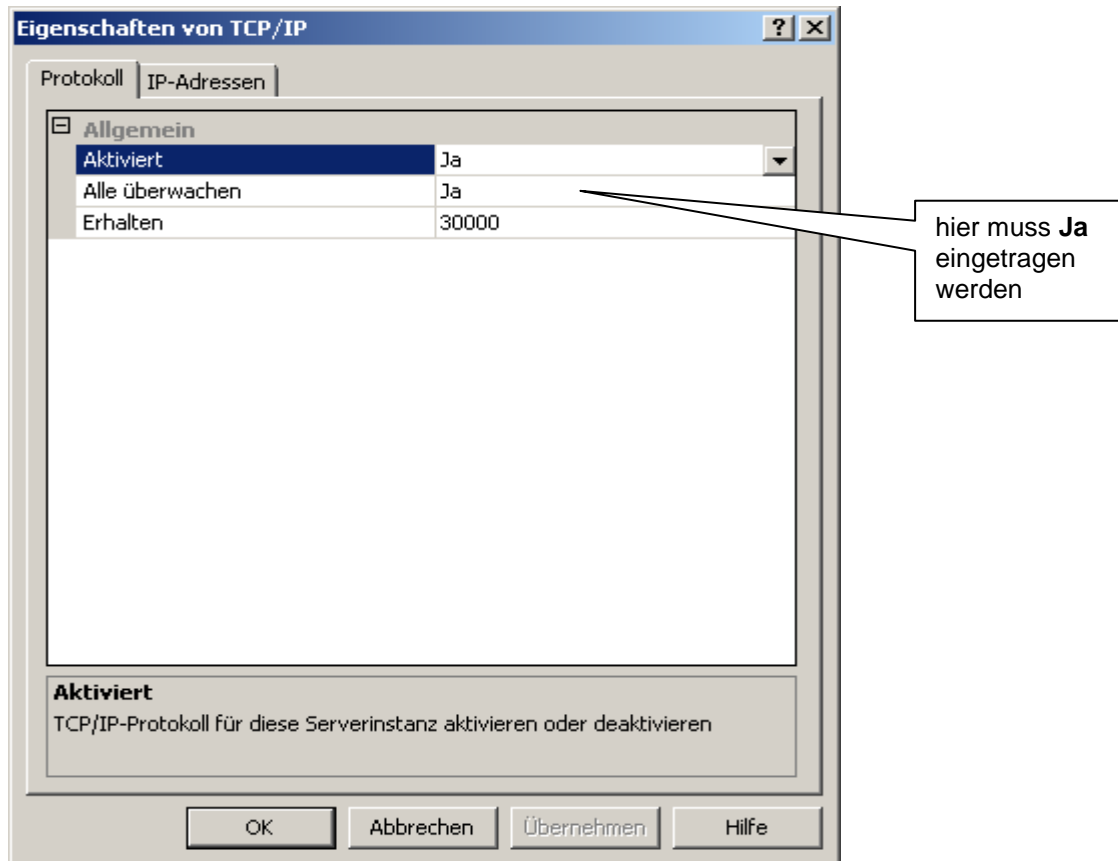 Eigenschaften von TCP/IP
Protokoll IP-Adressen
Allgemein
Aktiviert Ja
Alle überwachen Ja
Erhalten 30000
hier muss Ja
eingetragen
werden
Aktiviert
TCP/IP-Protokoll für diese Serverinstanz aktivieren oder deaktivieren
OK Abbrechen Übernehmen Hilfe